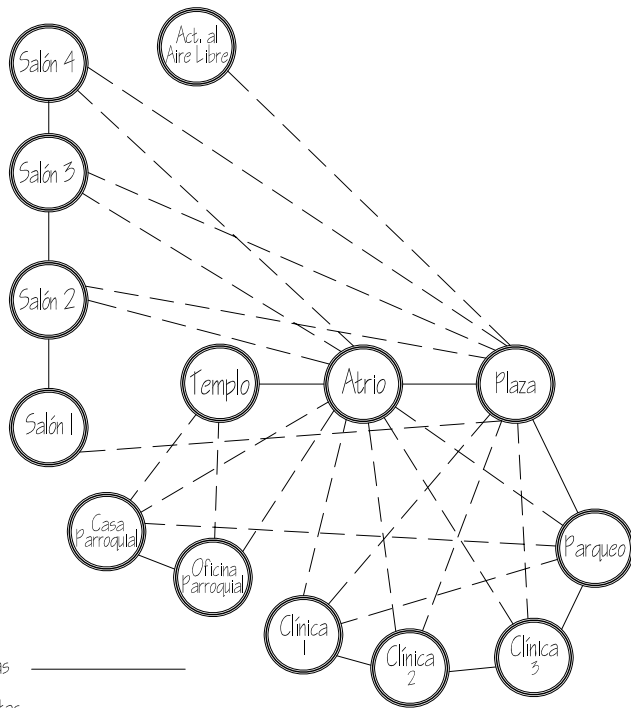 Act. al
Aire Libre
Salón 4
Salón 3
Salón 2
Templo
Atrio
Plaza
Salón 1
Casa
Parroquial
Parqueo
Oficina
Parroquial
Clínica
1
Clínica
2
Clínica
3